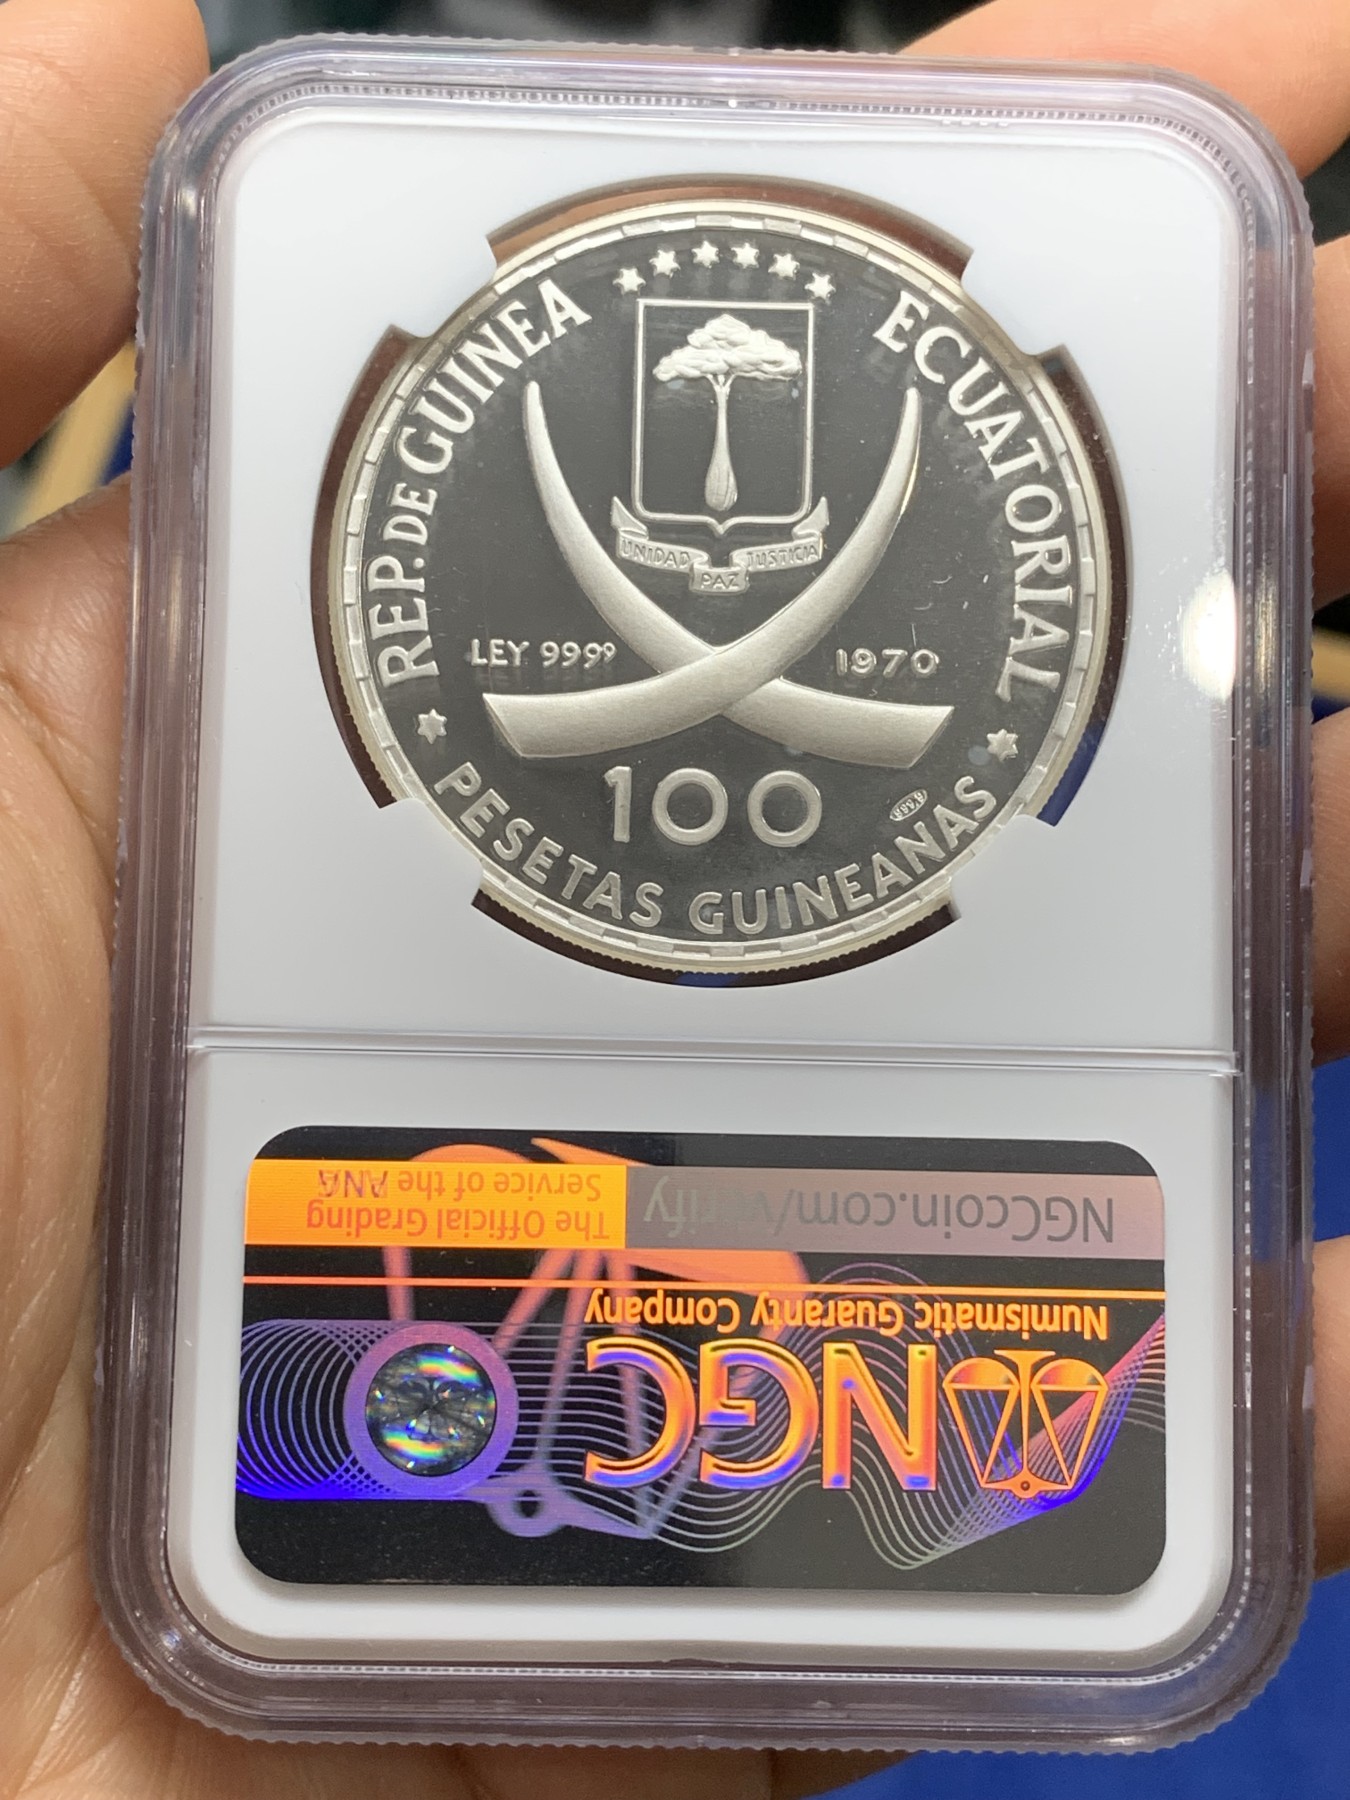 REP. DE GUINEA ECUATORIAL
UNIDAD PAZ JUSTICIA
LEY 9999
1970
100
PESETAS GUINEANAS
NGC
Numismatic Guaranty Company
NGCcoin.com/verify
The Official Grading
Service of the ANA